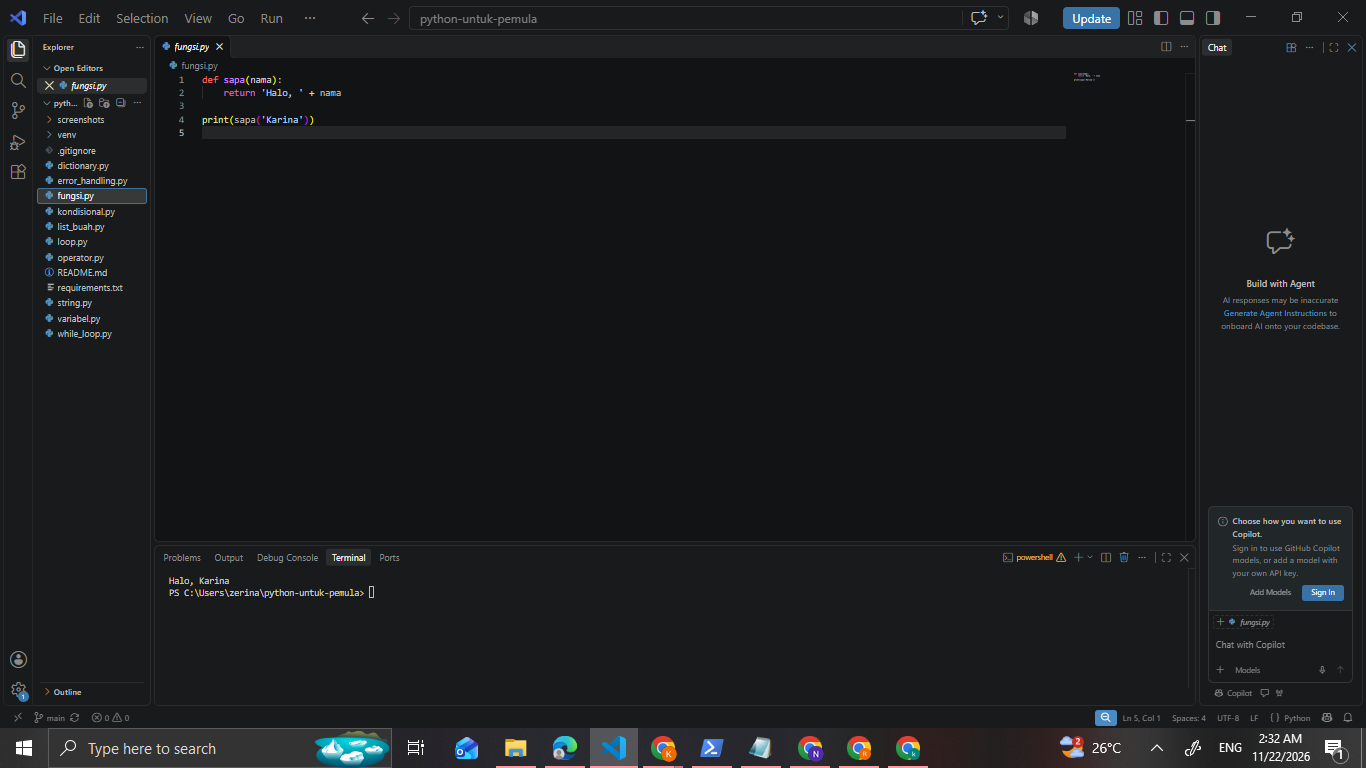 File Edit Selection View Go Run ···
python-untuk-pemula
Update
Explorer
Open Editors
fungsi.py
pyth...
screenshots
venv
.gitignore
dictionary.py
error_handling.py
fungsi.py
kondisional.py
list_buah.py
loop.py
operator.py
README.md
requirements.txt
string.py
variabel.py
while_loop.py
Outline
fungsi.py
fungsi.py
1 def sapa(nama):
2 return 'Halo, ' + nama
3
4 print(sapa('Karina'))
5
Problems Output Debug Console Terminal Ports
powershell
Halo, Karina
PS C:\Users\zerina\python-untuk-pemula>
Chat
Build with Agent
AI responses may be inaccurate
Generate Agent Instructions to
onboard AI onto your codebase.
Choose how you want to use
Copilot.
Sign in to use GitHub Copilot
models, or add a model with
your own API key.
Add Models Sign In
fungsi.py
Chat with Copilot
Models
Copilot
1
main 0 0
Ln 5, Col 1 Spaces: 4 UTF-8 LF { } Python
Type here to search
K
N
R
k
2
26°C
ENG
2:32 AM
11/22/2026
1